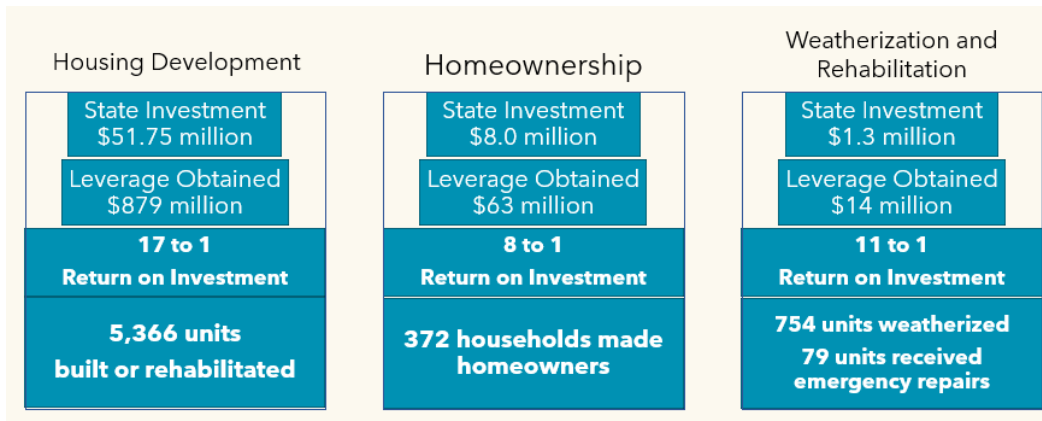 Housing Development
State Investment
$51.75 million
Leverage Obtained
$879 million
17 to 1
Return on Investment
5,366 units
built or rehabilitated
Homeownership
State Investment
$8.0 million
Leverage Obtained
$63 million
8 to 1
Return on Investment
372 households made
homeowners
Weatherization and
Rehabilitation
State Investment
$1.3 million
Leverage Obtained
$14 million
11 to 1
Return on Investment
754 units weatherized
79 units received
emergency repairs